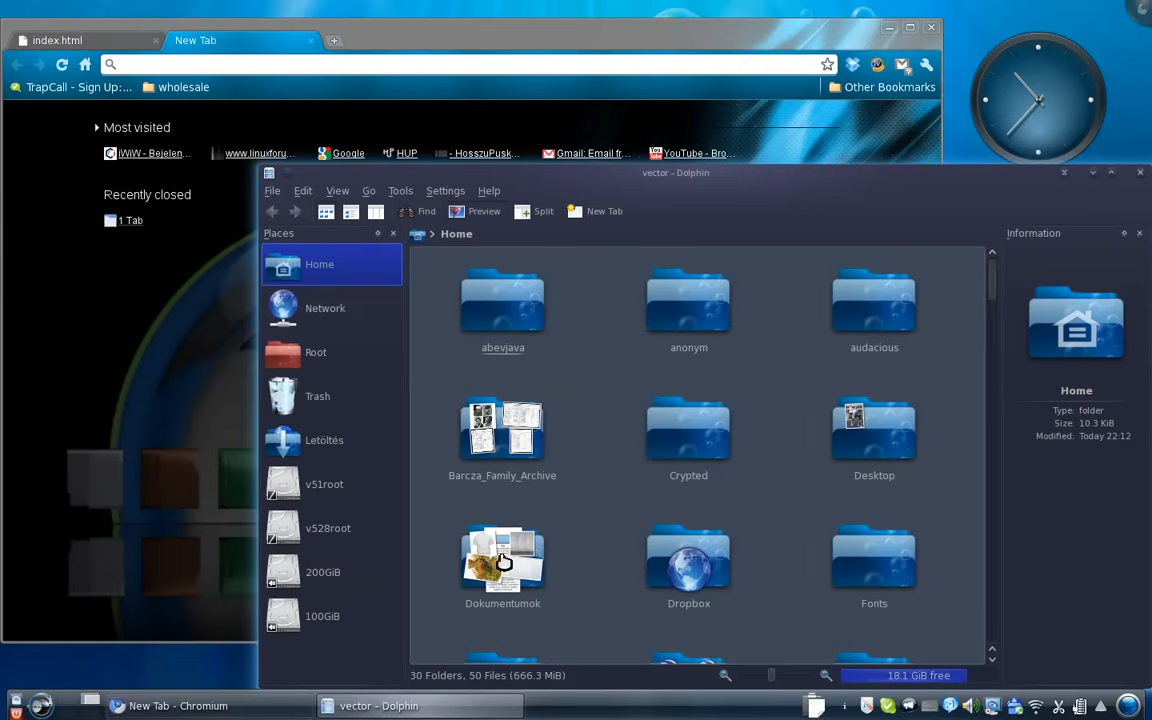 index.html
New Tab
TrapCall - Sign Up:...
wholesale
Other Bookmarks
Most visited
iWiW - Bejelen...
www.linuxforu...
Google
HUP
- HosszuPusk...
Gmail: Email fr...
YouTube - Bro...
Recently closed
1 Tab
vector - Dolphin
File Edit View Go Tools Settings Help
Find Preview Split New Tab
Places
Home
Information
Home
Network
Root
Trash
Letöltés
v51root
v528root
200GiB
100GiB
abevjava anonym audacious
Barcza_Family_Archive Crypted Desktop
Dokumentumok Dropbox Fonts
Home
Type: folder
Size: 10.3 KiB
Modified: Today 22:12
30 Folders, 50 Files (666.3 MiB)
18.1 GiB free
New Tab - Chromium
vector - Dolphin